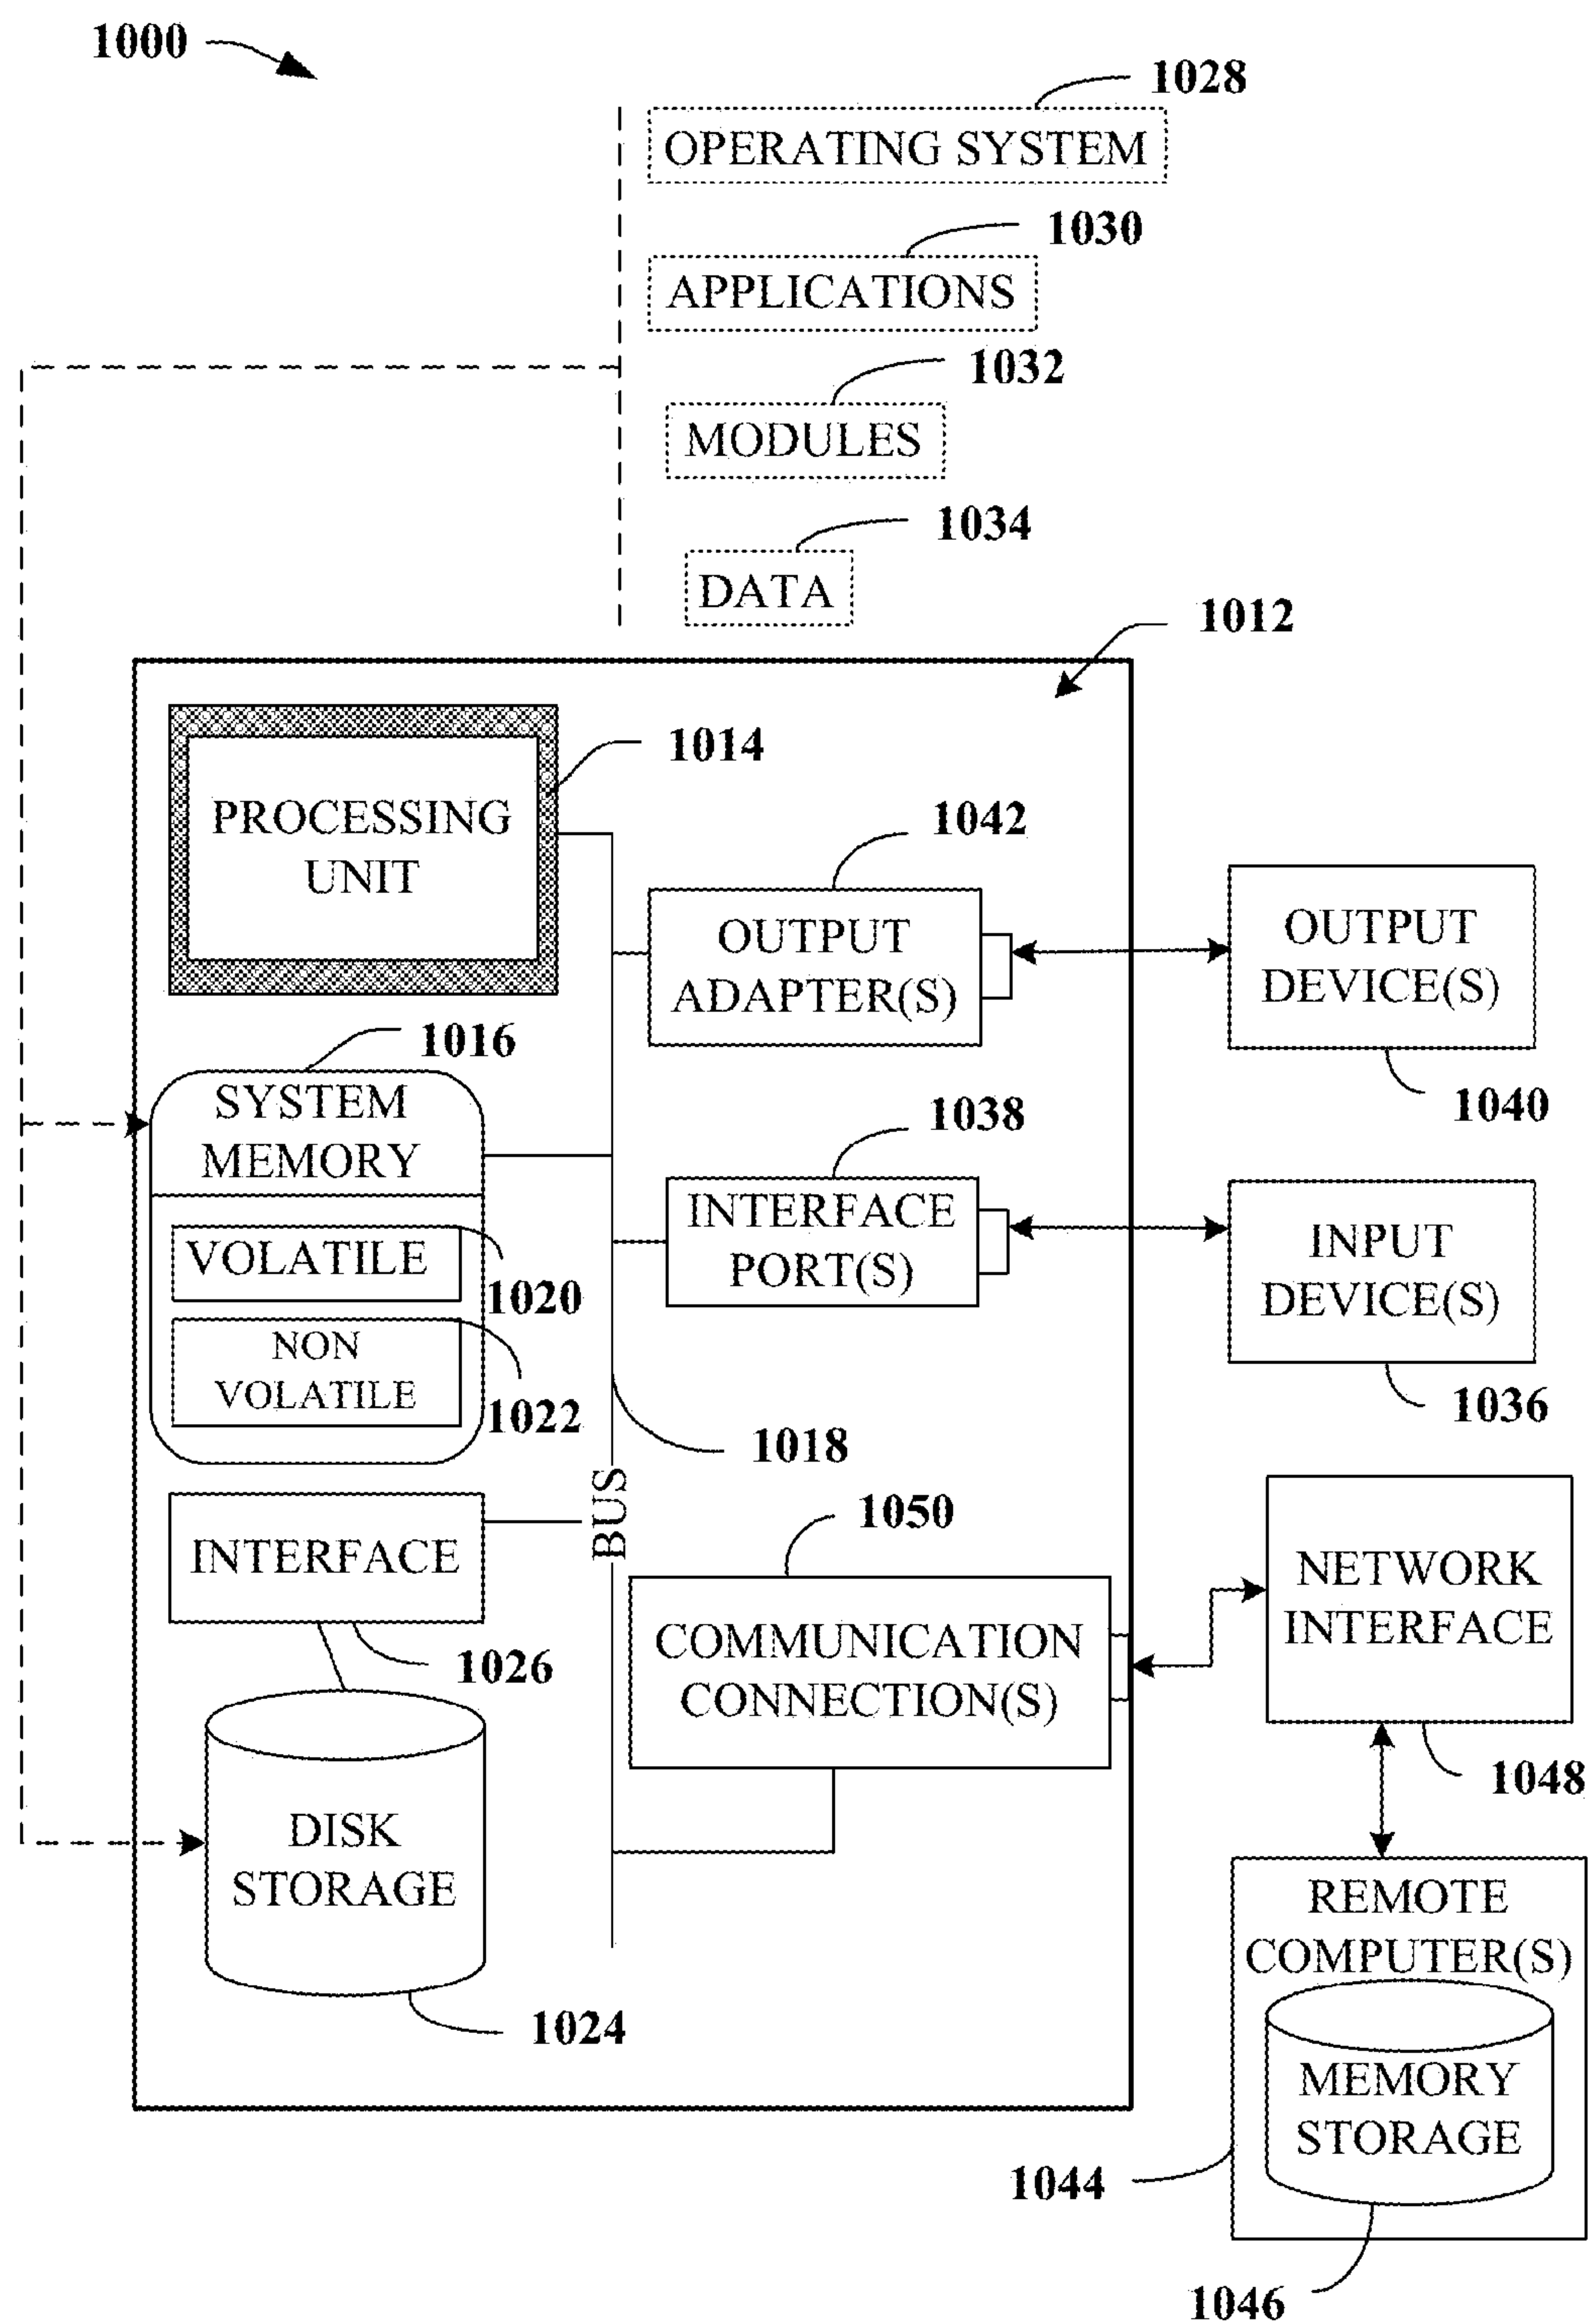 1000
1028
OPERATING SYSTEM
1030
APPLICATIONS
1032
MODULES
1034
DATA
1012
1014
PROCESSING
UNIT
1042
OUTPUT
ADAPTER(S)
OUTPUT
DEVICE(S)
1040
1016
SYSTEM
MEMORY
VOLATILE
1020
NON
VOLATILE
1022
1038
INTERFACE
PORT(S)
INPUT
DEVICE(S)
1036
1018
BUS
INTERFACE
1026
1050
COMMUNICATION
CONNECTION(S)
NETWORK
INTERFACE
1048
DISK
STORAGE
1024
REMOTE
COMPUTER(S)
MEMORY
STORAGE
1044
1046